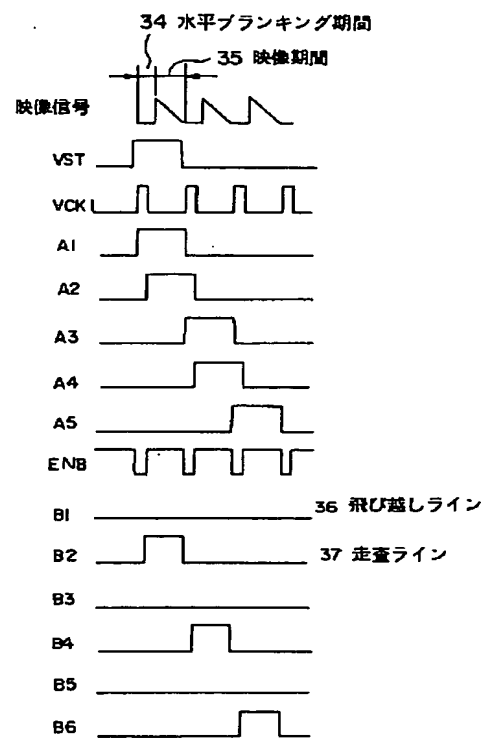 34 水平ブランキング期間
35 映像期間
映像信号
VST
VCK
A1
A2
A3
A4
A5
ENB
B1 36 飛び越しライン
B2 37 走査ライン
B3
B4
B5
B6